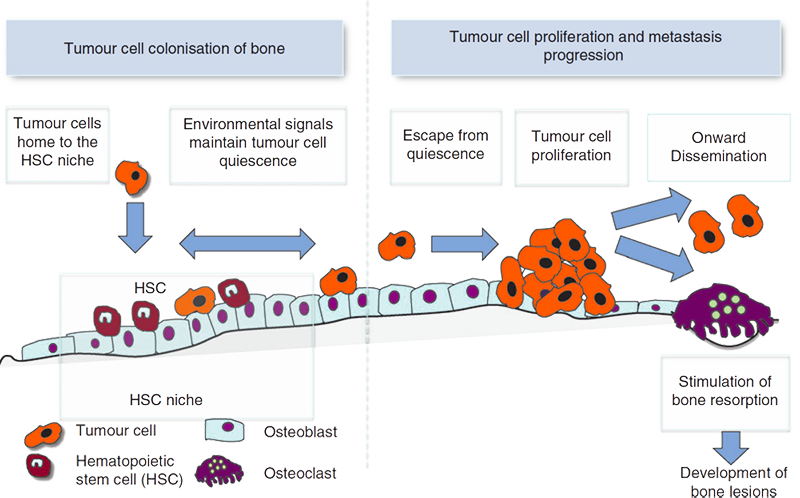 Tumour cell colonisation of bone
Tumour cell proliferation and metastasis
progression
Tumour cells
home to the
HSC niche
Environmental signals
maintain tumour cell
quiescence
Escape from
quiescence
Tumour cell
proliferation
Onward
Dissemination
HSC
HSC niche
Stimulation of
bone resorption
Development of
bone lesions
Tumour cell
Osteoblast
Hematopoietic
stem cell (HSC)
Osteoclast